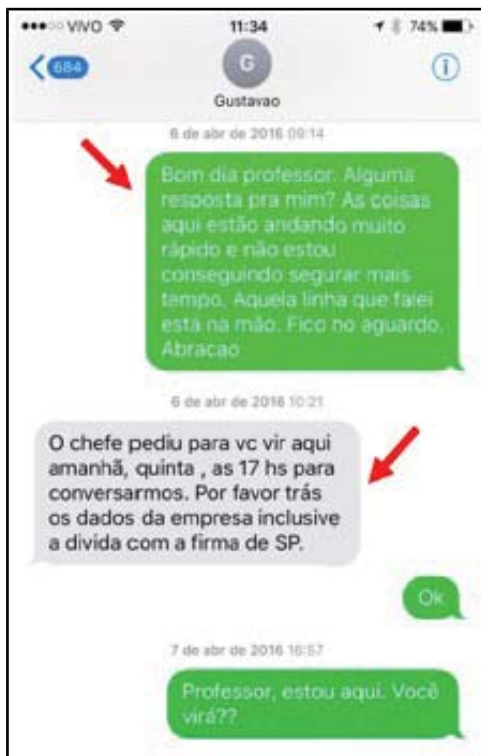 VIVO 11:34 74%
684
G
Gustavao
6 de abr de 2016 09:14
Bom dia professor. Alguma
resposta pra mim? As coisas
aqui estão andando muito
rápido e não estou
conseguindo segurar mais
tempo. Aquela linha que falei
está na mão. Fico no aguardo.
Abracao
6 de abr de 2016 10:21
O chefe pediu para vc vir aqui
amanhã, quinta , as 17 hs para
conversarmos. Por favor trás
os dados da empresa inclusive
a divida com a firma de SP.
Ok
7 de abr de 2016 16:57
Professor, estou aqui. Você
virá??